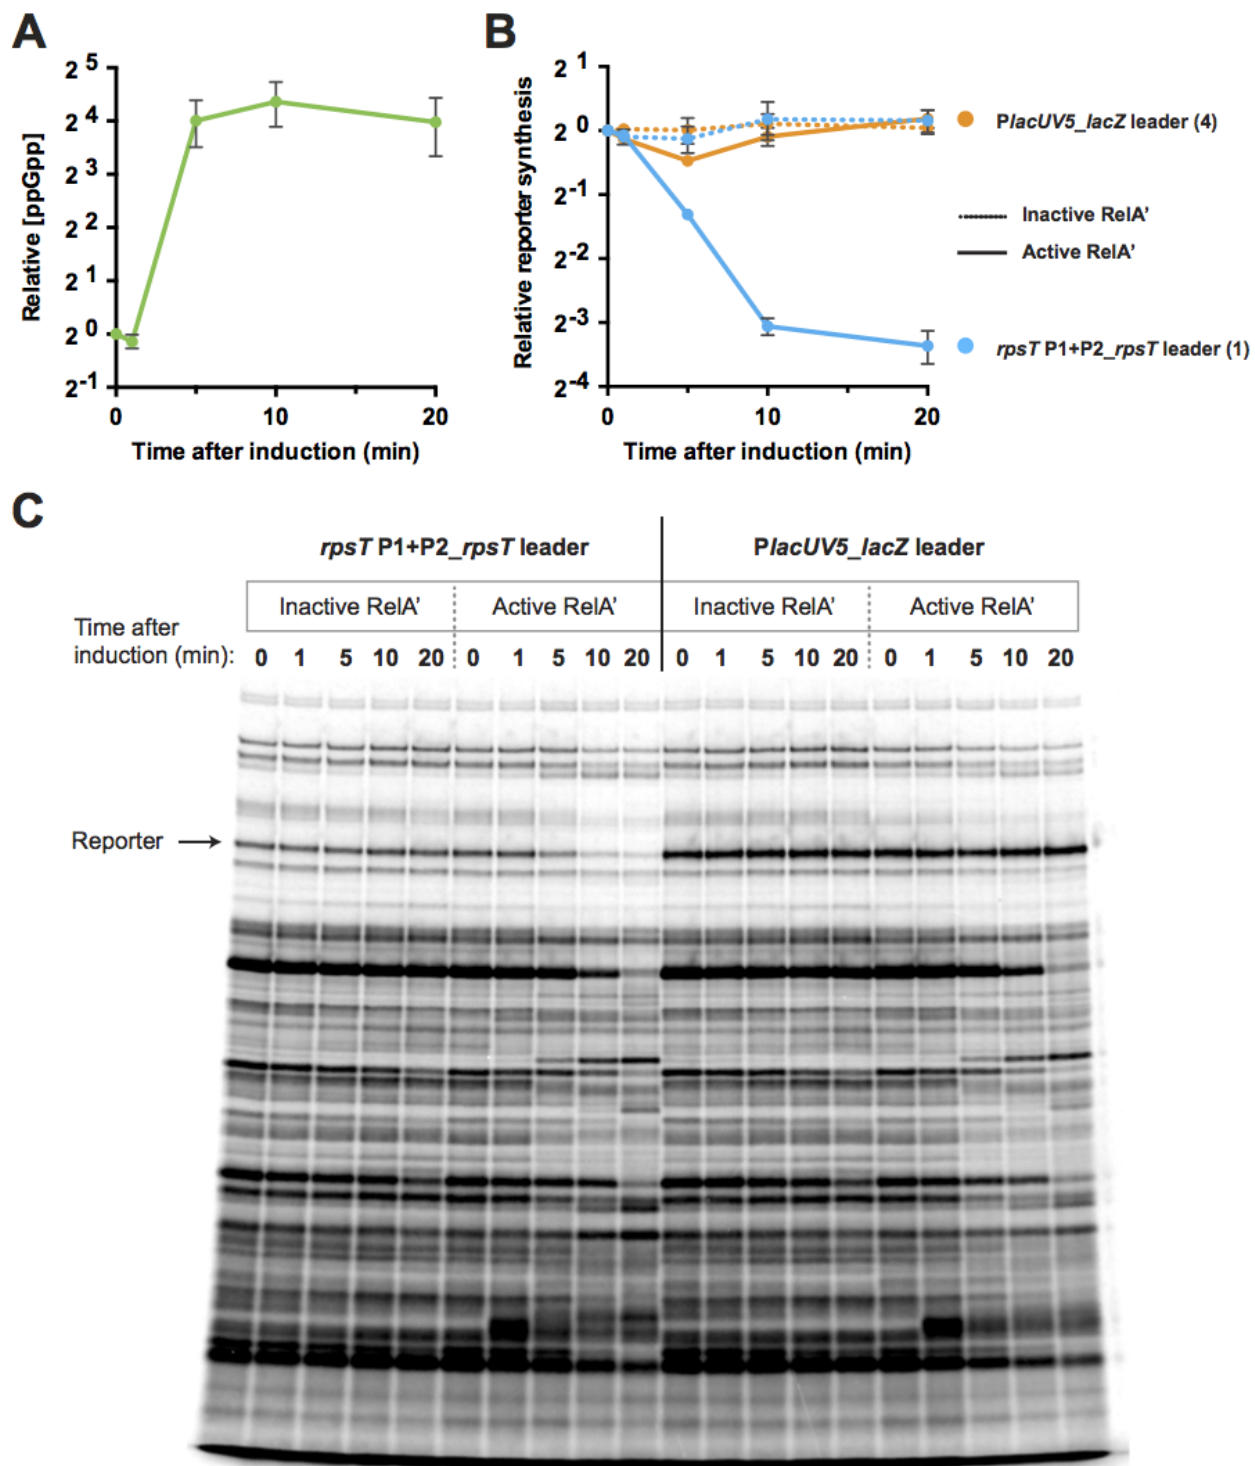 A
Relative [ppGpp]
2^5
2^4
2^3
2^2
2^1
2^0
2^-1
0 10 20
Time after induction (min)
B
Relative reporter synthesis
2^1
2^0
2^-1
2^-2
2^-3
2^-4
0 10 20
Time after induction (min)
PlacUV5_lacZ leader (4)
Inactive RelA'
Active RelA'
rpsT P1+P2_rpsT leader (1)
C
rpsT P1+P2_rpsT leader PlacUV5_lacZ leader
Inactive RelA' Active RelA' Inactive RelA' Active RelA'
Time after
induction (min): 0 1 5 10 20 0 1 5 10 20 0 1 5 10 20 0 1 5 10 20
Reporter